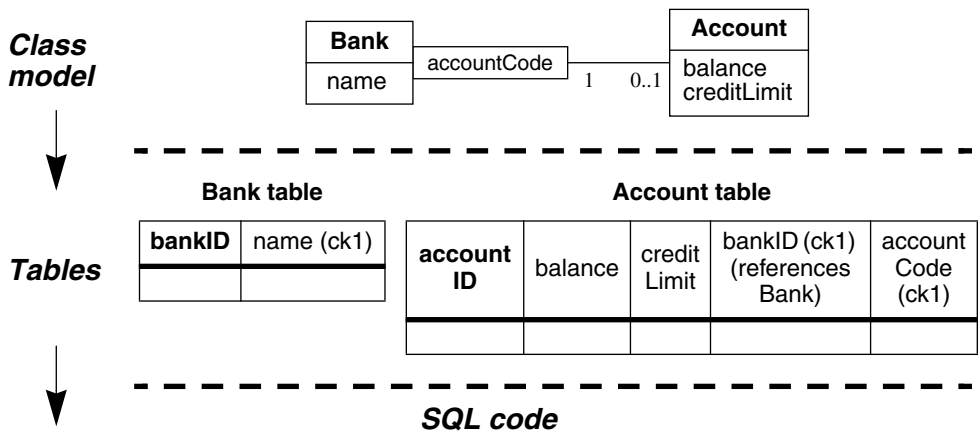 Class
model
Bank
name
accountCode
1
0..1
Account
balance
creditLimit
Bank table
Account table
Tables
bankID
name (ck1)
account
ID
balance
credit
Limit
bankID (ck1)
(references
Bank)
account
Code
(ck1)
SQL code